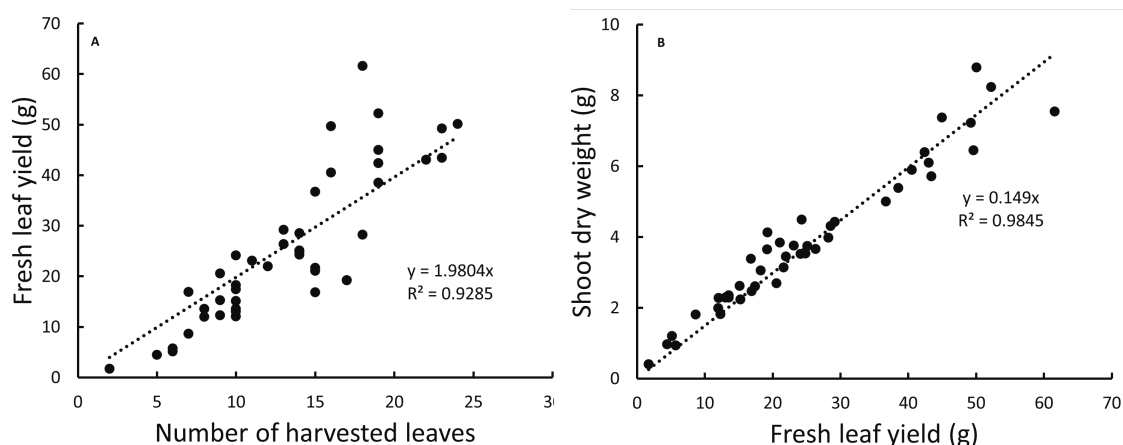 A
Fresh leaf yield (g)
70
60
50
40
30
20
10
0
0 5 10 15 20 25 3
Number of harvested leaves
y = 1.9804x
R² = 0.9285
B
Shoot dry weight (g)
10
8
6
4
2
0
0 10 20 30 40 50 60 70
Fresh leaf yield (g)
y = 0.149x
R² = 0.9845